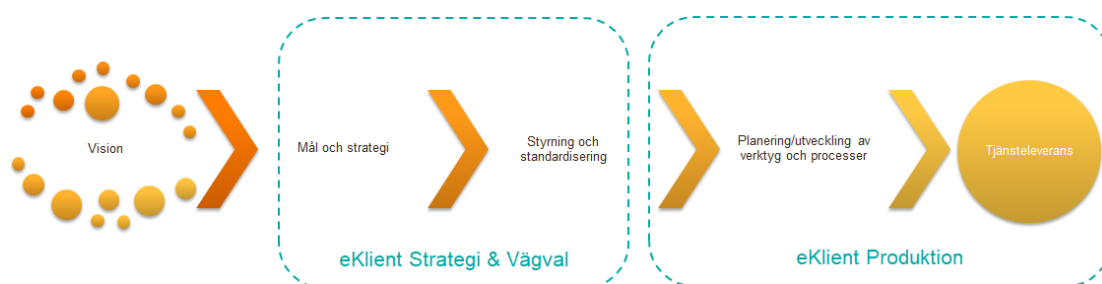 Vision
Mål och strategi
Styrning och
standardisering
Planering/utveckling av
verktyg och processer
Tjänsteleverans
eKlient Strategi & Vägval
eKlient Produktion